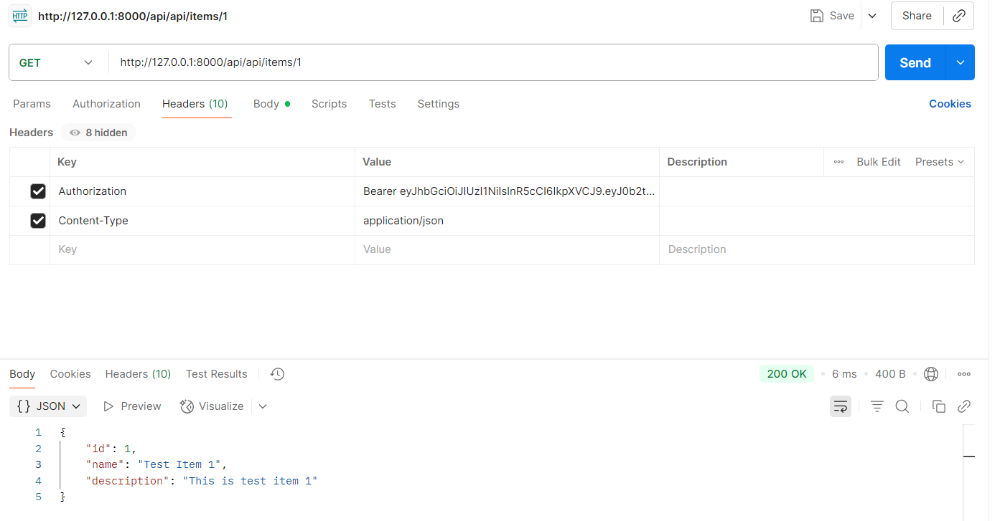 HTTP http://127.0.0.1:8000/api/api/items/1 Save Share
GET http://127.0.0.1:8000/api/api/items/1 Send
Params Authorization Headers (10) Body Scripts Tests Settings Cookies
Headers 8 hidden
Key Value Description Bulk Edit Presets
Authorization Bearer eyJhbGciOiJIUzI1NiIsInR5cCI6IkpXVCJ9.eyJ0b2t...
Content-Type application/json
Key Value Description
Body Cookies Headers (10) Test Results 200 OK 6 ms 400 B
{} JSON Preview Visualize
1 {
2 "id": 1,
3 "name": "Test Item 1",
4 "description": "This is test item 1"
5 }